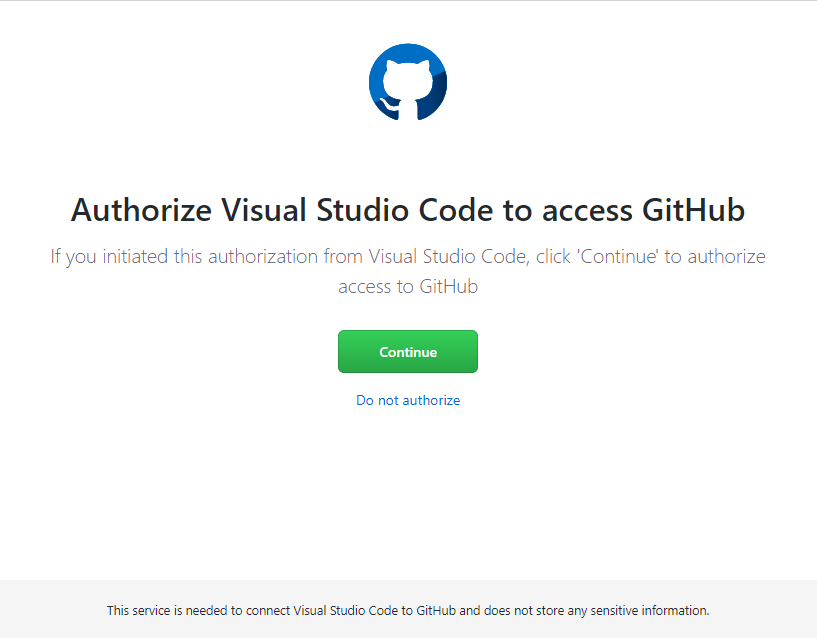 Authorize Visual Studio Code to access GitHub
If you initiated this authorization from Visual Studio Code, click 'Continue' to authorize
access to GitHub
Continue
Do not authorize
This service is needed to connect Visual Studio Code to GitHub and does not store any sensitive information.